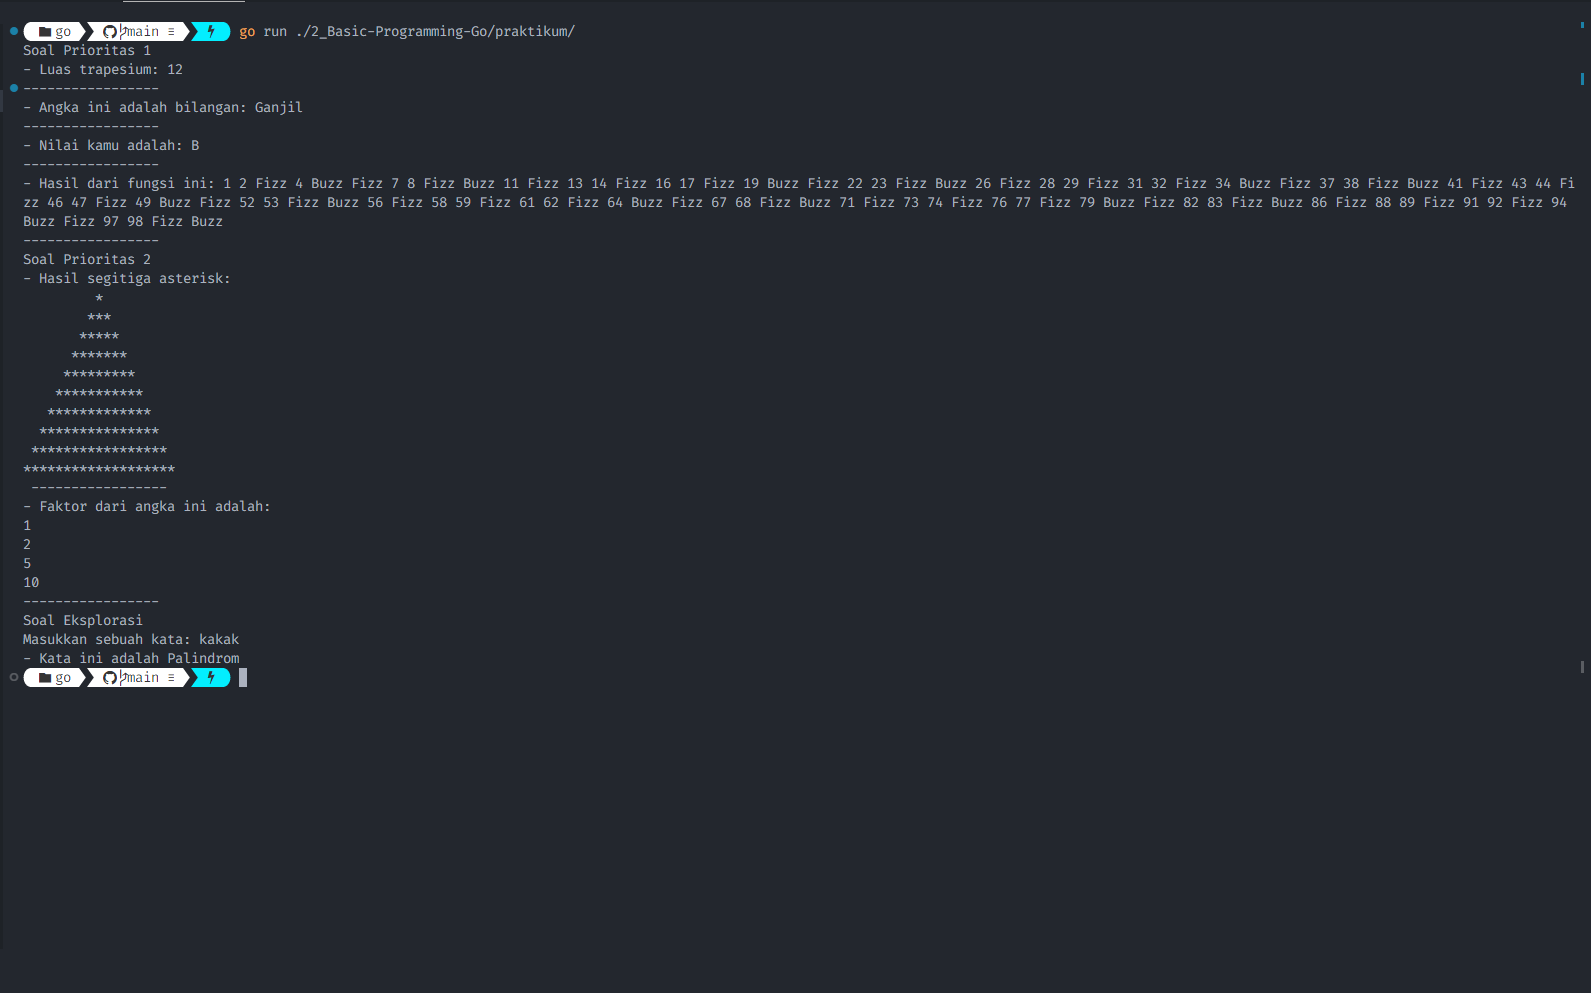 go main ≡ go run ./2_Basic-Programming-Go/praktikum/
Soal Prioritas 1
- Luas trapesium: 12
-----------------
- Angka ini adalah bilangan: Ganjil
-----------------
- Nilai kamu adalah: B
-----------------
- Hasil dari fungsi ini: 1 2 Fizz 4 Buzz Fizz 7 8 Fizz Buzz 11 Fizz 13 14 Fizz 16 17 Fizz 19 Buzz Fizz 22 23 Fizz Buzz 26 Fizz 28 29 Fizz 31 32 Fizz 34 Buzz Fizz 37 38 Fizz Buzz 41 Fizz 43 44 Fi
zz 46 47 Fizz 49 Buzz Fizz 52 53 Fizz Buzz 56 Fizz 58 59 Fizz 61 62 Fizz 64 Buzz Fizz 67 68 Fizz Buzz 71 Fizz 73 74 Fizz 76 77 Fizz 79 Buzz Fizz 82 83 Fizz Buzz 86 Fizz 88 89 Fizz 91 92 Fizz 94
Buzz Fizz 97 98 Fizz Buzz
-----------------
Soal Prioritas 2
- Hasil segitiga asterisk:
         *
        ***
       *****
      *******
     *********
    ***********
   *************
  ***************
 *****************
*******************
 -----------------
- Faktor dari angka ini adalah:
1
2
5
10
-----------------
Soal Eksplorasi
Masukkan sebuah kata: kakak
- Kata ini adalah Palindrom
go main ≡